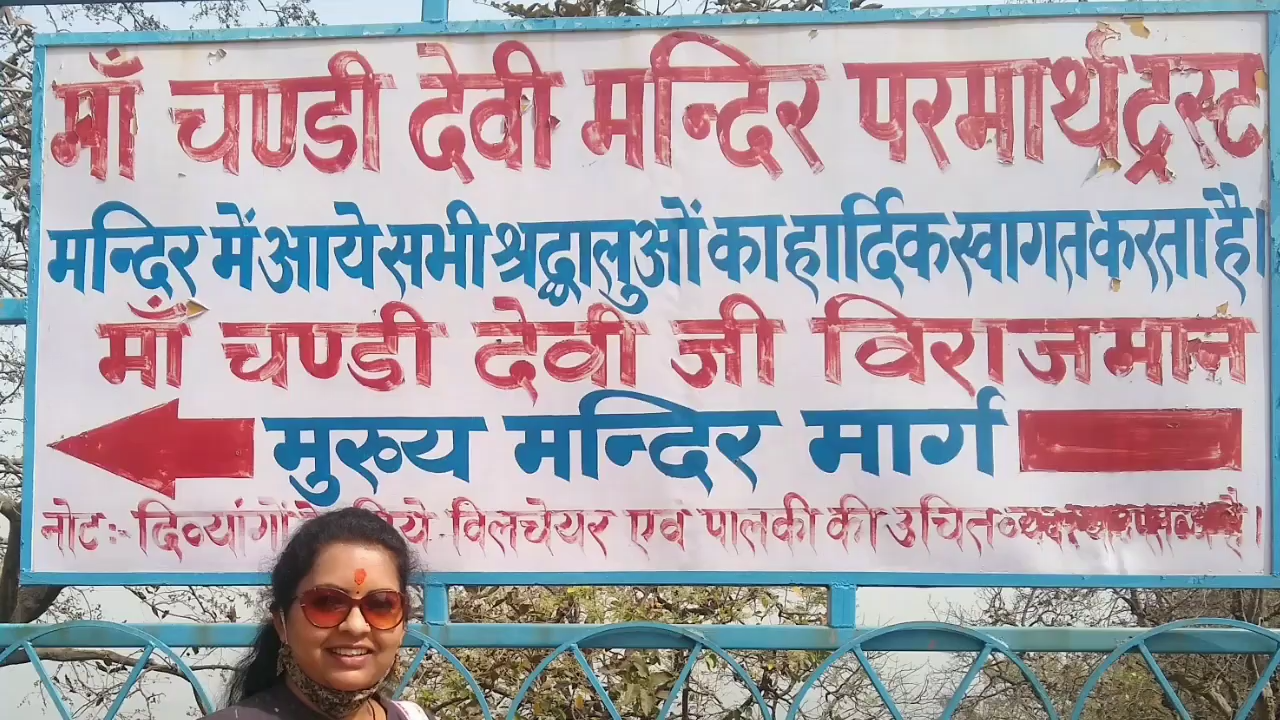 माँ चण्डी देवी मन्दिर परमार्थ ट्रस्ट
मन्दिर में आये सभी श्रद्धालुओं का हार्दिक स्वागत करता है।
माँ चण्डी देवी जी विराजमान
मुख्य मन्दिर मार्ग
नोट:- दिव्यांगों लिये विलचेयर एवं पालकी की उचित है।